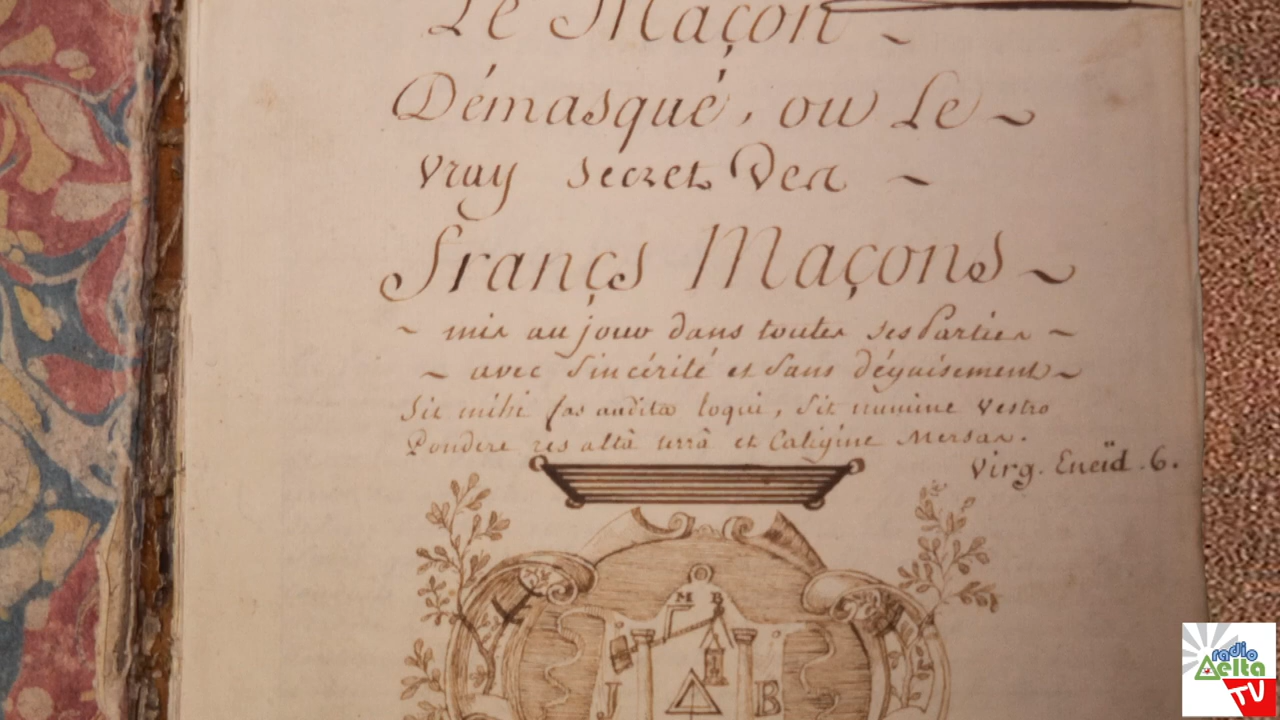 Le Maçon ~
Démasqué, ou Le ~
vray secret Des ~
Françs Maçons ~
~ mis au jour dans toutes ses Parties ~
~ avec sincérité et sans déguisement ~
Sit mihi fas audita loqui, sit numine vestro
Pondere res altâ terrâ et Caligine Mersas.
Virg. Eneïd. 6.
M B
J B
radio
Delta
TV